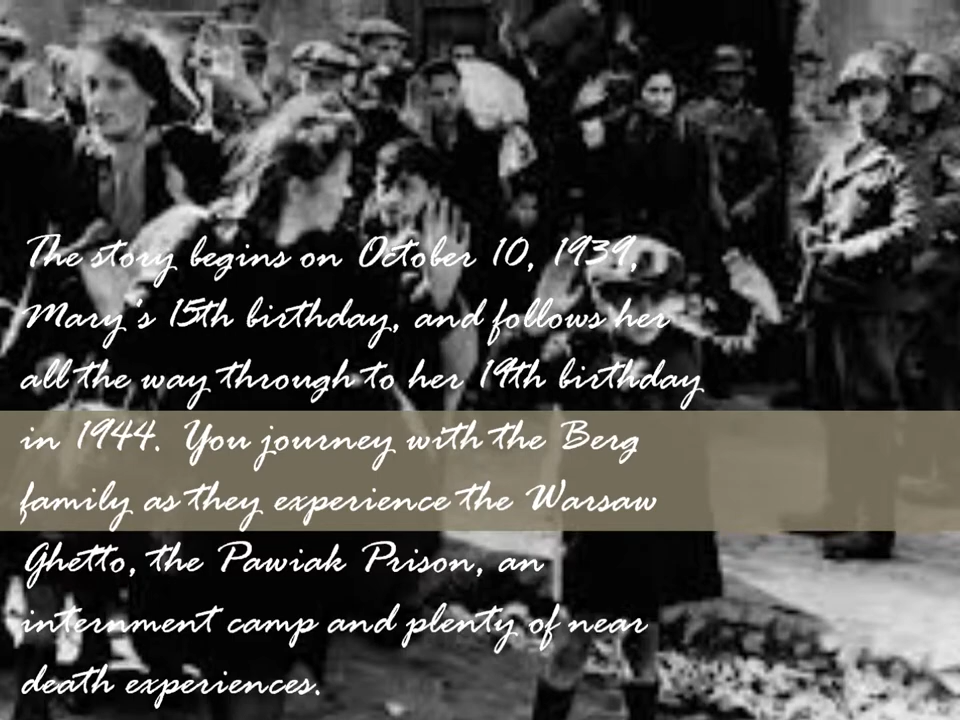 The story begins on October 10, 1939,
Mary's 15th birthday, and follows her
all the way through to her 19th birthday
in 1944. You journey with the Berg
family as they experience the Warsaw
Ghetto, the Pawiak Prison, an
internment camp and plenty of near
death experiences.